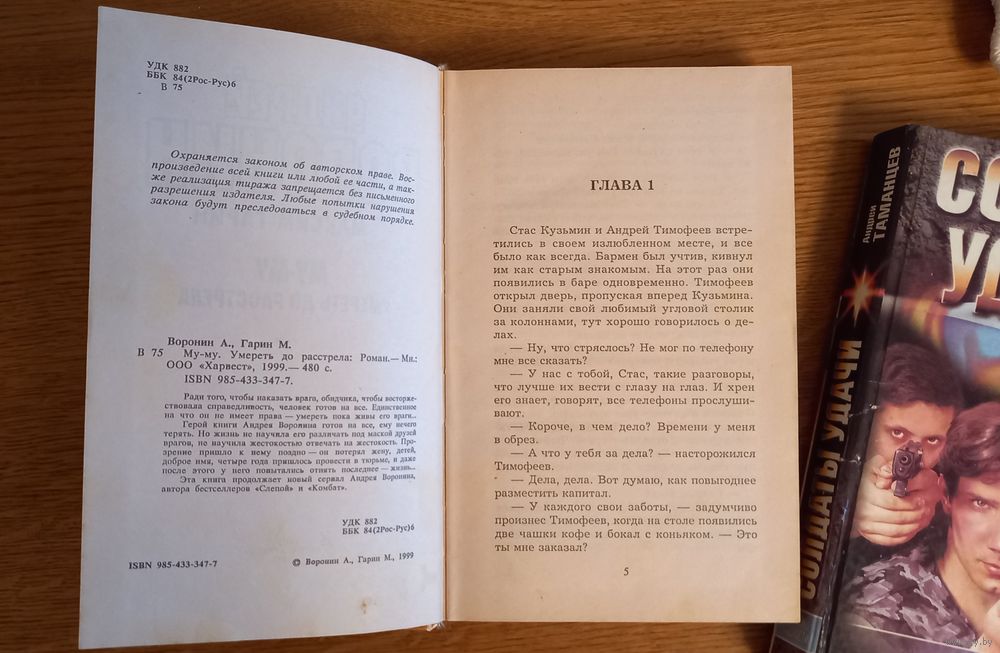 УДК 882
ББК 84(2Рос-Рус)6
В 75
Охраняется законом об авторском праве. Вос-
произведение всей книги или любой ее части, а так-
же реализация тиража запрещается без письменного
разрешения издателя. Любые попытки нарушения
закона будут преследоваться в судебном порядке.
Воронин А., Гарин М.
В 75 Му-му. Умереть до расстрела: Роман.— Мн.:
ООО «Харвест», 1999.— 480 с.
ISBN 985-433-347-7.
Ради того, чтобы наказать врага, обидчика, чтобы восторже-
ствовала справедливость, человек готов на все. Единственное
на что он не имеет права — умереть пока живы его враги...
Герой книги Андрея Воронина готов на все, ему нечего
терять. Но жизнь не научила его различать под маской друзей
врагов, не научила жестокостью отвечать на жестокость. Про-
зрение пришло к нему поздно — он потерял жену, детей,
доброе имя, четыре года пришлось провести в тюрьме, и даже
после этого у него попытались отнять последнее — жизнь...
Эта книга продолжает новый сериал Андрея Воронина,
автора бестселлеров «Слепой» и «Комбат».
УДК 882
ББК 84(2Рос-Рус)6
ISBN 985-433-347-7
© Воронин А., Гарин М., 1999
ГЛАВА 1
Стас Кузьмин и Андрей Тимофеев встре-
тились в своем излюбленном месте, и все
было как всегда. Бармен был учтив, кивнул
им как старым знакомым. На этот раз они
появились в баре одновременно. Тимофеев
открыл дверь, пропуская вперед Кузьмина.
Они заняли свой любимый угловой столик
за колоннами, тут хорошо говорилось о де-
лах.
— Ну, что стряслось? Не мог по телефону
мне все сказать?
— У нас с тобой, Стас, такие разговоры,
что лучше их вести с глазу на глаз. И хрен
его знает, говорят, все телефоны прослуши-
вают.
— Короче, в чем дело? Времени у меня
в обрез.
— А что у тебя за дела? — насторожился
Тимофеев.
— Дела, дела. Вот думаю, как повыгоднее
разместить капитал.
— У каждого свои заботы, — задумчиво
произнес Тимофеев, когда на столе появились
две чашки кофе и бокал с коньяком. — Это
ты мне заказал?
5
Андрей
ТАМАНЦЕВ
СОЛДАТЫ УДАЧИ
СО
УД